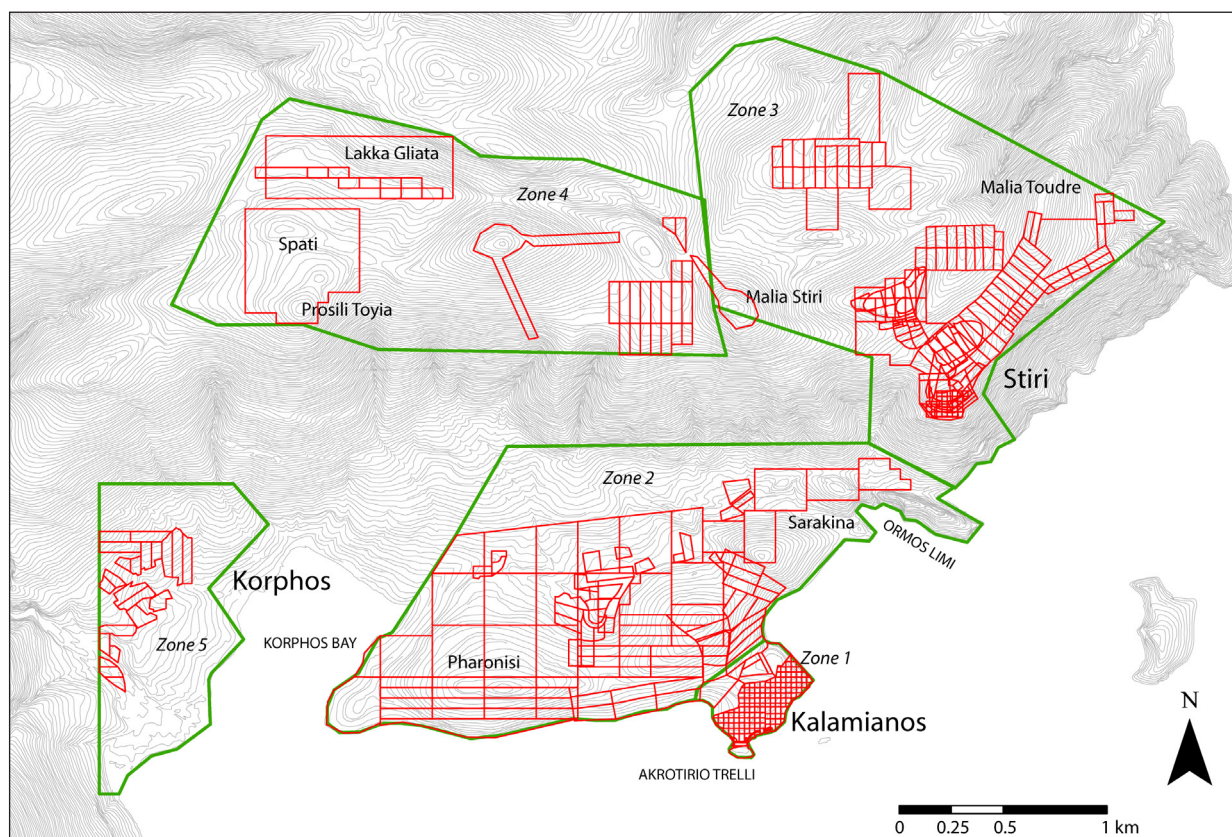 Zone 3
Lakka Gliata
Malia Toudre
Zone 4
Spati
Malia Stiri
Prosili Toyia
Stiri
Zone 2
Sarakina
ORMOS LIMI
Korphos
Zone 5
KORPHOS BAY
Pharonisi
Zone 1
N
Kalamianos
AKROTIRIO TRELLI
0 0.25 0.5 1 km